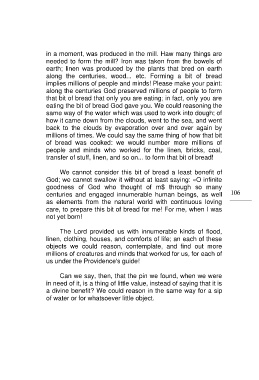 in a moment, was produced in the mill. Haw many things are
needed to form the mill? Iron was taken from the bowels of
earth; linen was produced by the plants that bred on earth
along the centuries, wood... etc. Forming a bit of bread
implies millions of people and minds! Please make your paint:
along the centuries God preserved millions of people to form
that bit of bread that only you are eating; in fact, only you are
eating the bit of bread God gave you. We could reasoning the
same way of the water which was used to work into dough; of
how it came down from the clouds, went to the sea, and went
back to the clouds by evaporation over and over again by
millions of times. We could say the same thing of how that bit
of bread was cooked: we would number more millions of
people and minds who worked for the linen, bricks, coal,
transfer of stuff, linen, and so on... to form that bit of bread!
We cannot consider this bit of bread a least benefit of
God; we cannot swallow it without at least saying: «O infinite
goodness of God who thought of m$ through so many
centuries and engaged innumerable human beings, as well
as elements from the natural world with continuous loving
care, to prepare this bit of bread for me! For me, when I was
not yet born!
106
The Lord provided us with innumerable kinds of flood,
linen, clothing, houses, and comforts of life; an each of these
objects we could reason, contemplate, and find out more
millions of creatures and minds that worked for us, for each of
us under the Providence's guide!
Can we say, then, that the pin we found, when we were
in need of it, is a thing of little value, instead of saying that it is
a divine benefit? We could reason in the same way for a sip
of water or for whatsoever little object.